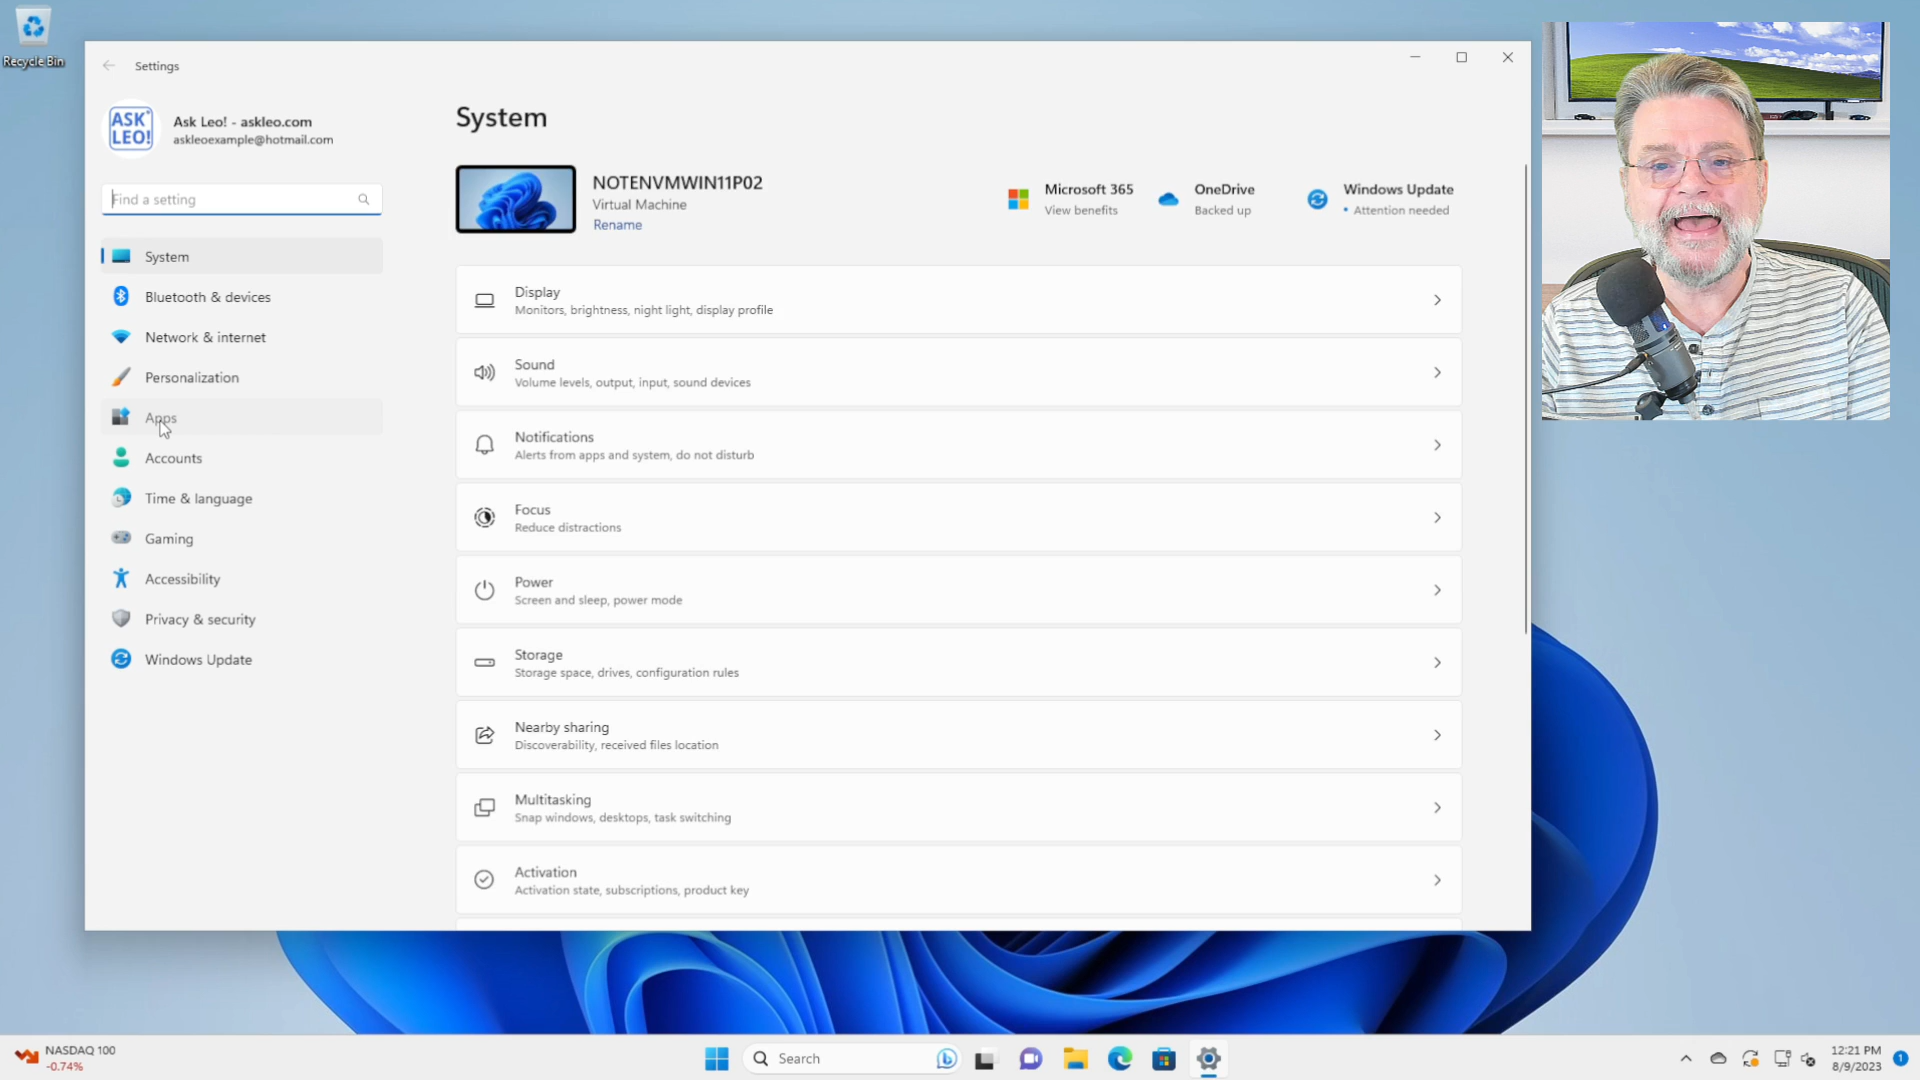 Recycle Bin
Settings
ASK
LEO!
Ask Leo! - askleo.com
askleoexample@hotmail.com
Find a setting
System
Bluetooth & devices
Network & internet
Personalization
Apps
Accounts
Time & language
Gaming
Accessibility
Privacy & security
Windows Update
System
NOTENVMWIN11P02
Virtual Machine
Rename
Microsoft 365
View benefits
OneDrive
Backed up
Windows Update
• Attention needed
Display
Monitors, brightness, night light, display profile
Sound
Volume levels, output, input, sound devices
Notifications
Alerts from apps and system, do not disturb
Focus
Reduce distractions
Power
Screen and sleep, power mode
Storage
Storage space, drives, configuration rules
Nearby sharing
Discoverability, received files location
Multitasking
Snap windows, desktops, task switching
Activation
Activation state, subscriptions, product key
NASDAQ 100
-0.74%
Search
12:21 PM
8/9/2023
1